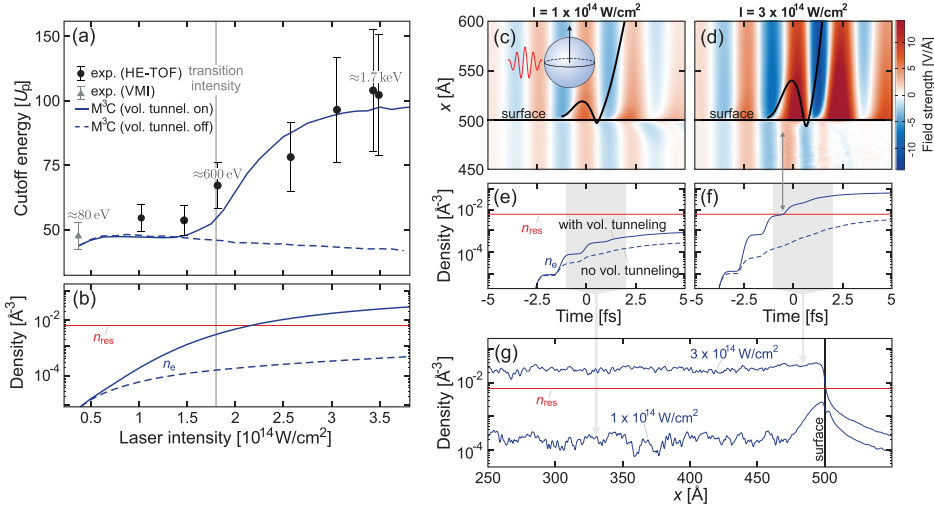 (a)
150
100
50
Cutoff energy [Up]
exp. (HE-TOF)
exp. (VMI)
M³C (vol. tunnel. on)
M³C (vol. tunnel. off)
transition
intensity
≈1.7 keV
≈600 eV
≈80 eV
(b)
10⁻²
10⁻⁴
Density [Å⁻³]
nres
ne
0.5 1 1.5 2 2.5 3 3.5
Laser intensity [10¹⁴W/cm²]
I = 1 x 10¹⁴ W/cm² I = 3 x 10¹⁴ W/cm²
(c) (d)
600
550
500
450
x [Å]
surface surface
10
5
0
-5
-10
Field strength [V/Å]
(e) (f)
10⁻²
10⁻⁴
Density [Å⁻³]
nres
ne
with vol. tunneling
no vol. tunneling
-5 -2.5 0 2.5 5 -5 -2.5 0 2.5 5
Time [fs] Time [fs]
(g)
10⁻²
10⁻⁴
Density [Å⁻³]
3 x 10¹⁴ W/cm²
nres
1 x 10¹⁴ W/cm²
surface
250 300 350 400 450 500
x [Å]